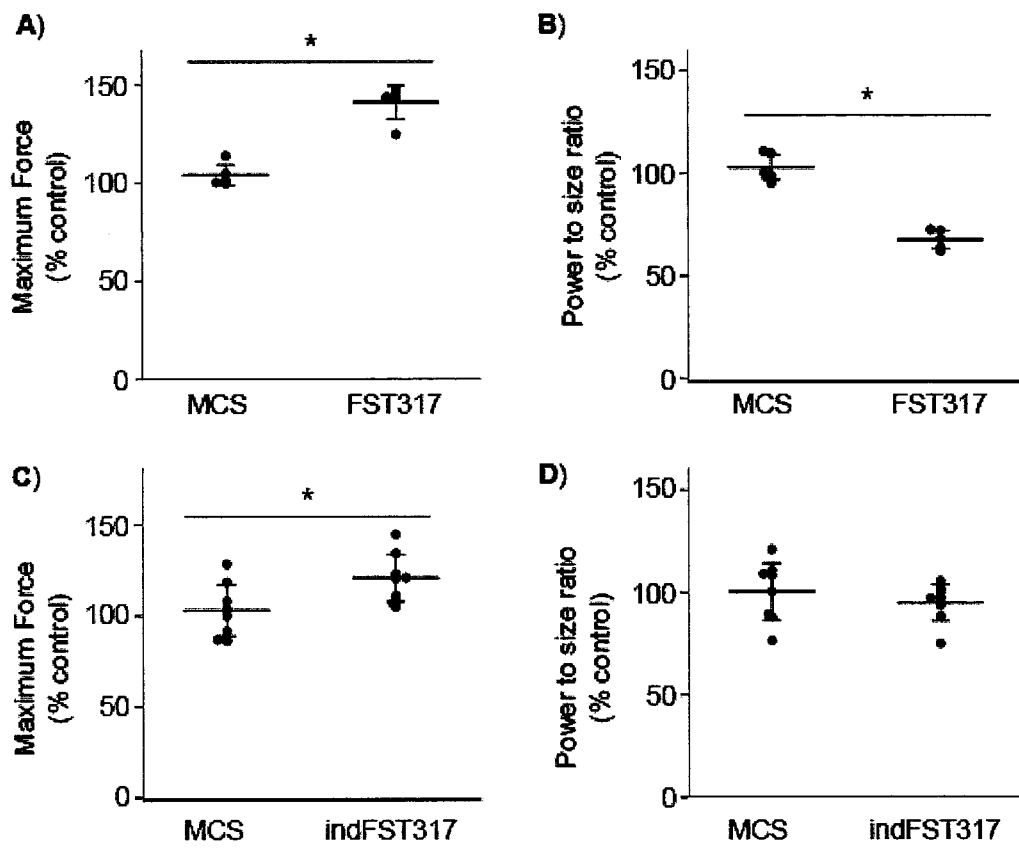 A)
*
Maximum Force
(% control)
150
100
50
0
MCS FST317
B)
*
Power to size ratio
(% control)
150
100
50
0
MCS FST317
C)
*
Maximum Force
(% control)
150
100
50
0
MCS indFST317
D)
Power to size ratio
(% control)
150
100
50
0
MCS indFST317